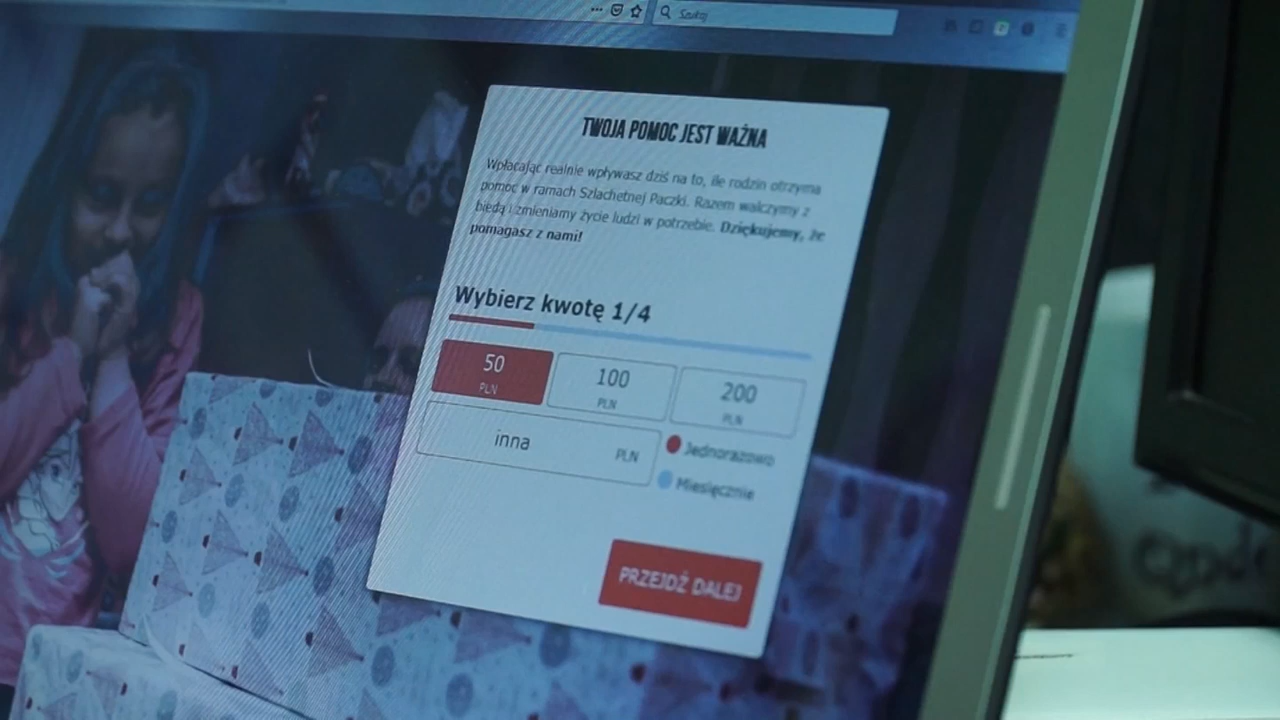 Szukaj
TWOJA POMOC JEST WAŻNA
Wpłacając realnie wpływasz dziś na to, ile rodzin otrzyma
pomoc w ramach Szlachetnej Paczki. Razem walczymy z
biedą i zmieniamy życie ludzi w potrzebie. Dziękujemy, że
pomagasz z nami!
Wybierz kwotę 1/4
50 100 200
PLN PLN PLN
inna PLN
Jednorazowo
Miesięcznie
PRZEJDŹ DALEJ